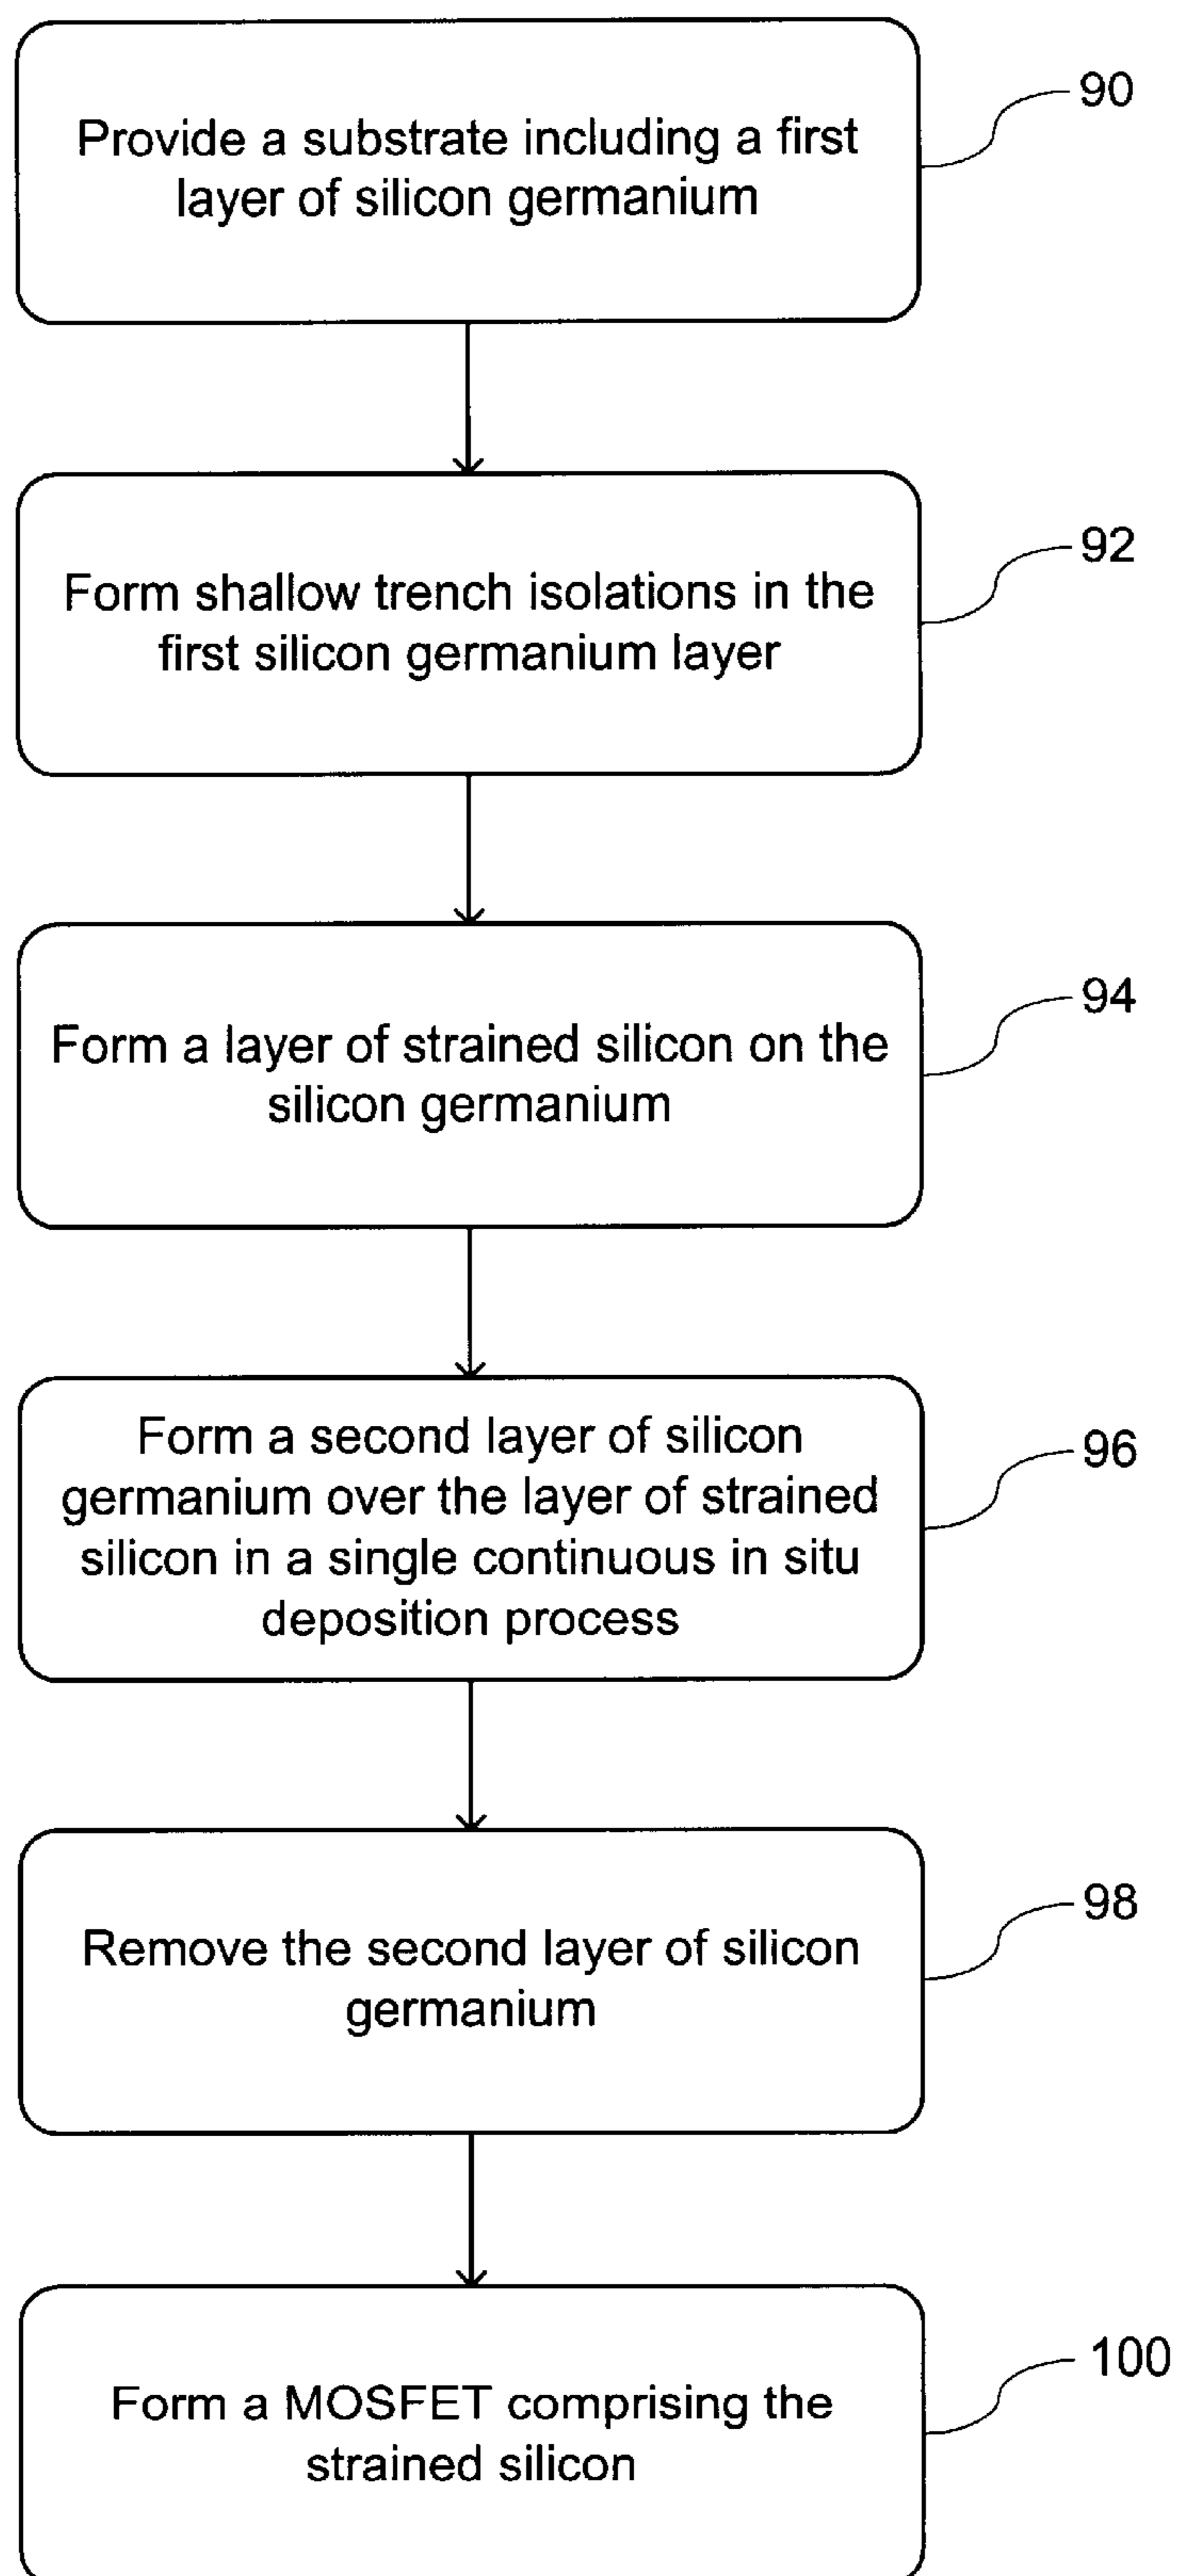 Provide a substrate including a first
layer of silicon germanium
90
Form shallow trench isolations in the
first silicon germanium layer
92
Form a layer of strained silicon on the
silicon germanium
94
Form a second layer of silicon
germanium over the layer of strained
silicon in a single continuous in situ
deposition process
96
Remove the second layer of silicon
germanium
98
Form a MOSFET comprising the
strained silicon
100